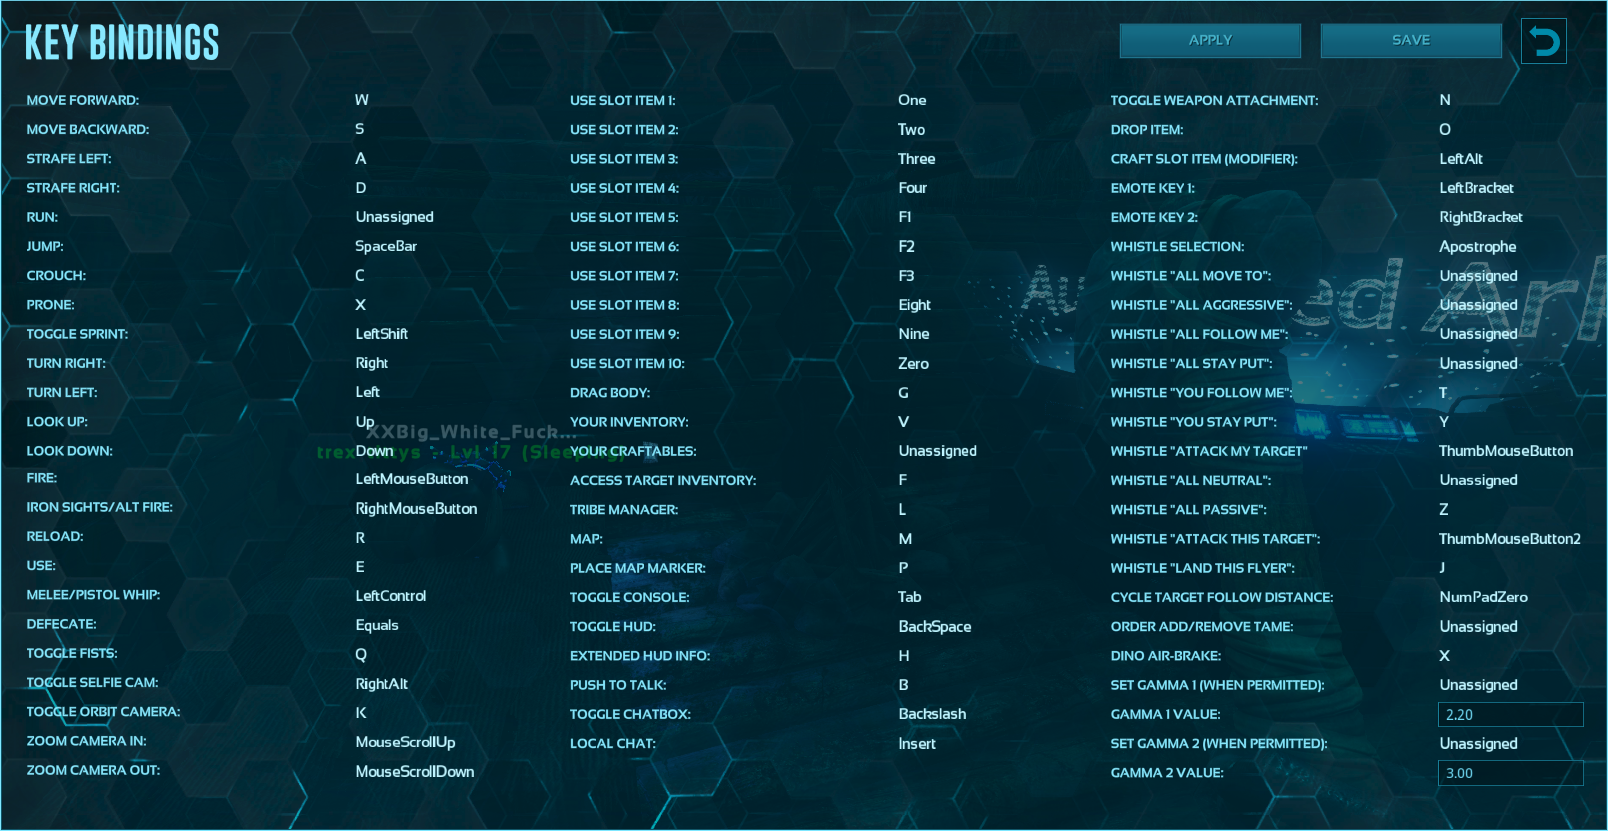 KEY BINDINGS
APPLY
SAVE
MOVE FORWARD: W
MOVE BACKWARD: S
STRAFE LEFT: A
STRAFE RIGHT: D
RUN: Unassigned
JUMP: SpaceBar
CROUCH: C
PRONE: X
TOGGLE SPRINT: LeftShift
TURN RIGHT: Right
TURN LEFT: Left
LOOK UP: Up
LOOK DOWN: Down
FIRE: LeftMouseButton
IRON SIGHTS/ALT FIRE: RightMouseButton
RELOAD: R
USE: E
MELEE/PISTOL WHIP: LeftControl
DEFECATE: Equals
TOGGLE FISTS: Q
TOGGLE SELFIE CAM: RightAlt
TOGGLE ORBIT CAMERA: K
ZOOM CAMERA IN: MouseScrollUp
ZOOM CAMERA OUT: MouseScrollDown
USE SLOT ITEM 1: One
USE SLOT ITEM 2: Two
USE SLOT ITEM 3: Three
USE SLOT ITEM 4: Four
USE SLOT ITEM 5: F1
USE SLOT ITEM 6: F2
USE SLOT ITEM 7: F3
USE SLOT ITEM 8: Eight
USE SLOT ITEM 9: Nine
USE SLOT ITEM 10: Zero
DRAG BODY: G
YOUR INVENTORY: V
YOUR CRAFTABLES: Unassigned
ACCESS TARGET INVENTORY: F
TRIBE MANAGER: L
MAP: M
PLACE MAP MARKER: P
TOGGLE CONSOLE: Tab
TOGGLE HUD: BackSpace
EXTENDED HUD INFO: H
PUSH TO TALK: B
TOGGLE CHATBOX: Backslash
LOCAL CHAT: Insert
TOGGLE WEAPON ATTACHMENT: N
DROP ITEM: O
CRAFT SLOT ITEM (MODIFIER): LeftAlt
EMOTE KEY 1: LeftBracket
EMOTE KEY 2: RightBracket
WHISTLE SELECTION: Apostrophe
WHISTLE "ALL MOVE TO": Unassigned
WHISTLE "ALL AGGRESSIVE": Unassigned
WHISTLE "ALL FOLLOW ME": Unassigned
WHISTLE "ALL STAY PUT": Unassigned
WHISTLE "YOU FOLLOW ME": T
WHISTLE "YOU STAY PUT": Y
WHISTLE "ATTACK MY TARGET" ThumbMouseButton
WHISTLE "ALL NEUTRAL": Unassigned
WHISTLE "ALL PASSIVE": Z
WHISTLE "ATTACK THIS TARGET": ThumbMouseButton2
WHISTLE "LAND THIS FLYER": J
CYCLE TARGET FOLLOW DISTANCE: NumPadZero
ORDER ADD/REMOVE TAME: Unassigned
DINO AIR-BRAKE: X
SET GAMMA 1 (WHEN PERMITTED): Unassigned
GAMMA 1 VALUE: 2.20
SET GAMMA 2 (WHEN PERMITTED): Unassigned
GAMMA 2 VALUE: 3.00
XXBig_White_Fuck...
Lvl 17 (Sleeping)